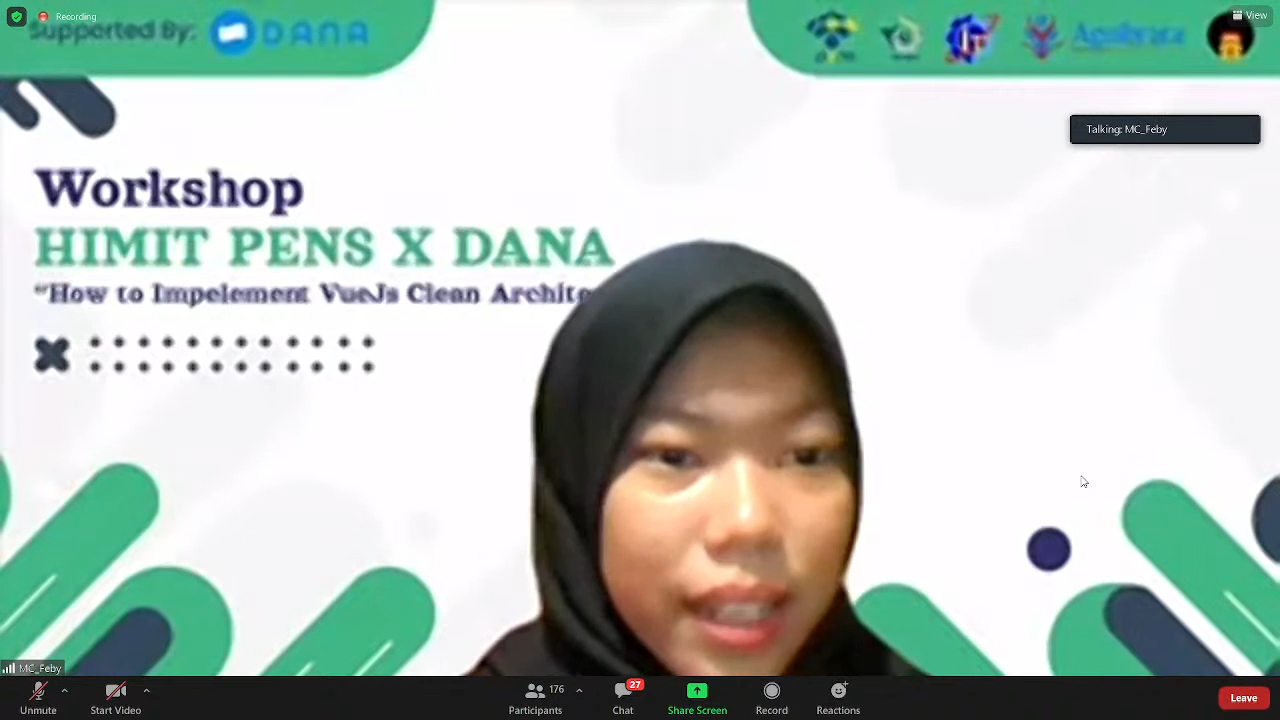 Recording
View
Supported By: DANA
IT
Talking: MC_Feby
Workshop
HIMIT PENS X DANA
"How to Impelement VueJs Clean Archite
MC_Feby
Unmute
Start Video
176
Participants
27
Chat
Share Screen
Record
Reactions
Leave